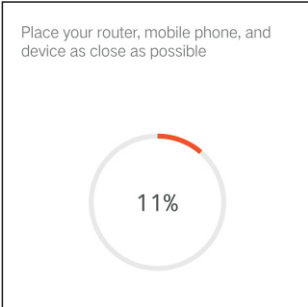 Place your router, mobile phone, and
device as close as possible
11%